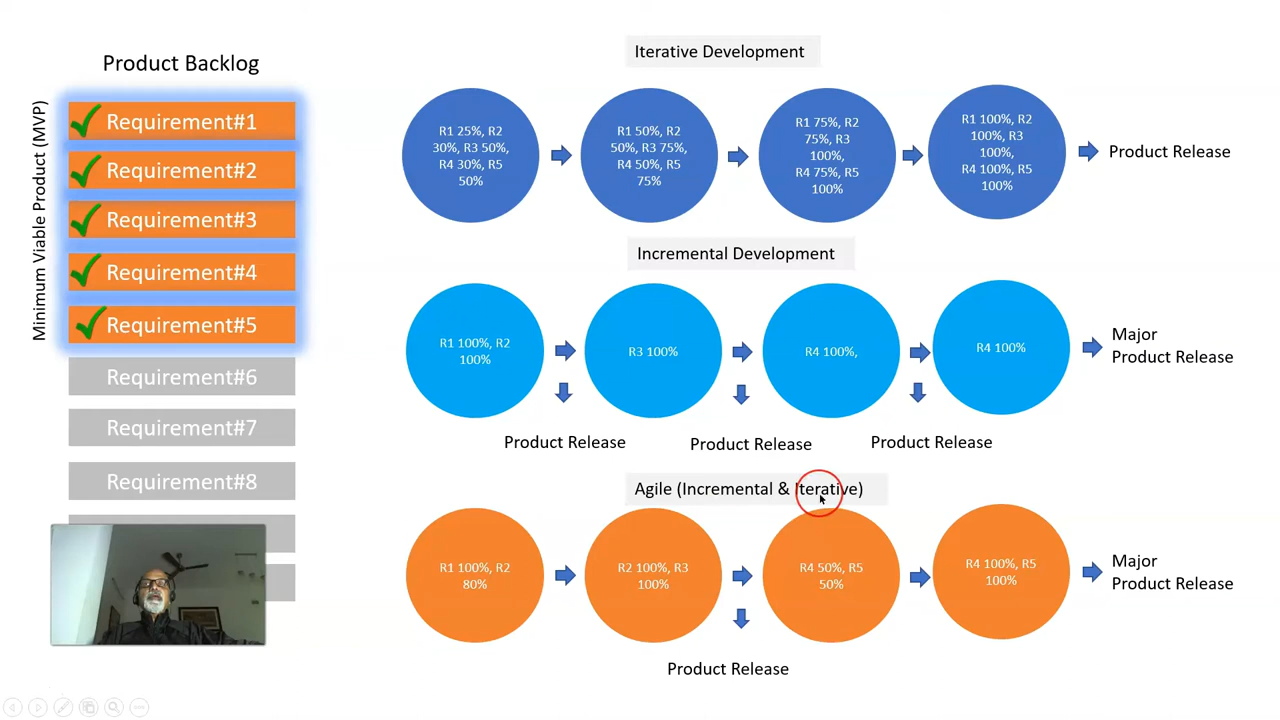 Product Backlog
Minimum Viable Product (MVP)
Requirement#1
Requirement#2
Requirement#3
Requirement#4
Requirement#5
Requirement#6
Requirement#7
Requirement#8
Iterative Development
R1 25%, R2
30%, R3 50%,
R4 30%, R5
50%
R1 50%, R2
50%, R3 75%,
R4 50%, R5
75%
R1 75%, R2
75%, R3
100%,
R4 75%, R5
100%
R1 100%, R2
100%, R3
100%,
R4 100%, R5
100%
Product Release
Incremental Development
R1 100%, R2
100%
R3 100%
R4 100%,
R4 100%
Major
Product Release
Product Release
Product Release
Product Release
Agile (Incremental & Iterative)
R1 100%, R2
80%
R2 100%, R3
100%
R4 50%, R5
50%
R4 100%, R5
100%
Major
Product Release
Product Release